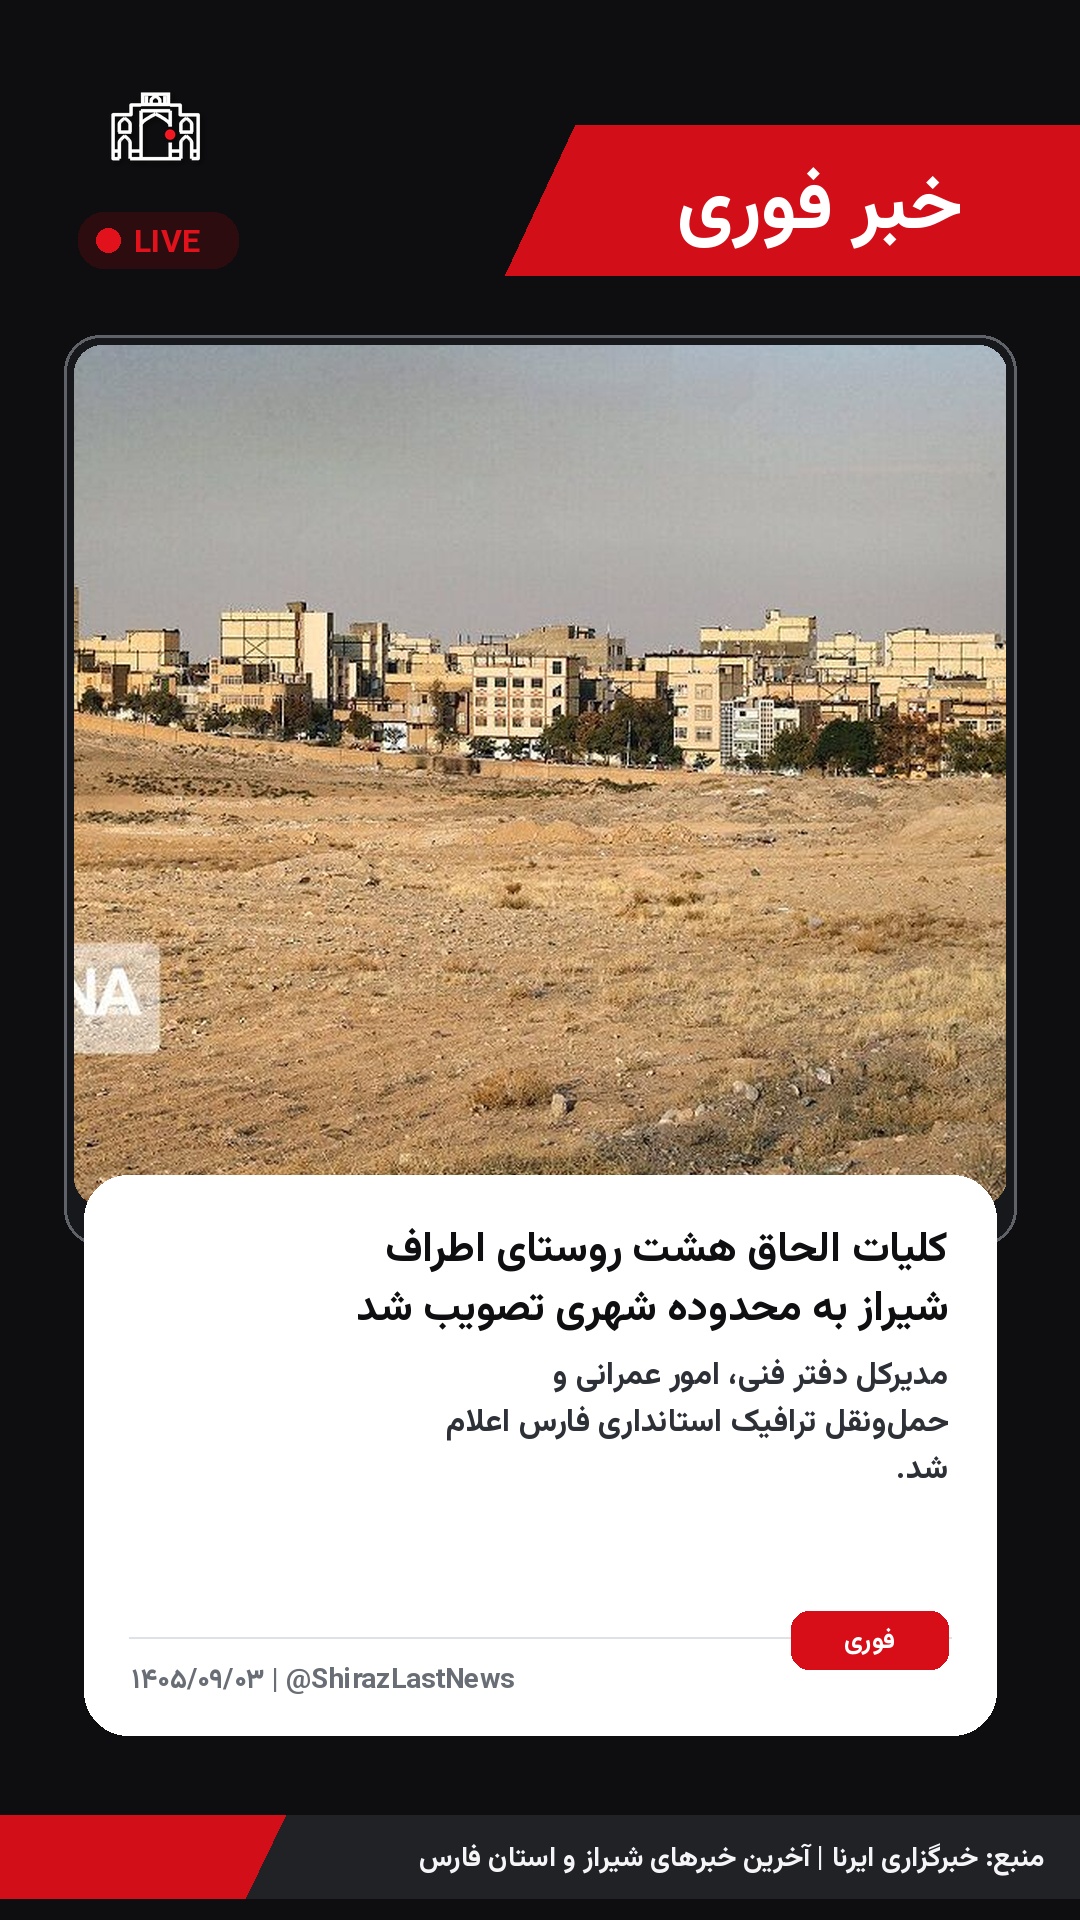 خبر فوری
LIVE
NA
کلیات الحاق هشت روستای اطراف
شیراز به محدوده شهری تصویب شد
مدیرکل دفتر فنی، امور عمرانی و
حمل‌ونقل ترافیک استانداری فارس اعلام
شد.
فوری
۱۴۰۵/۰۹/۰۳ | @ShirazLastNews
منبع: خبرگزاری ایرنا | آخرین خبرهای شیراز و استان فارس